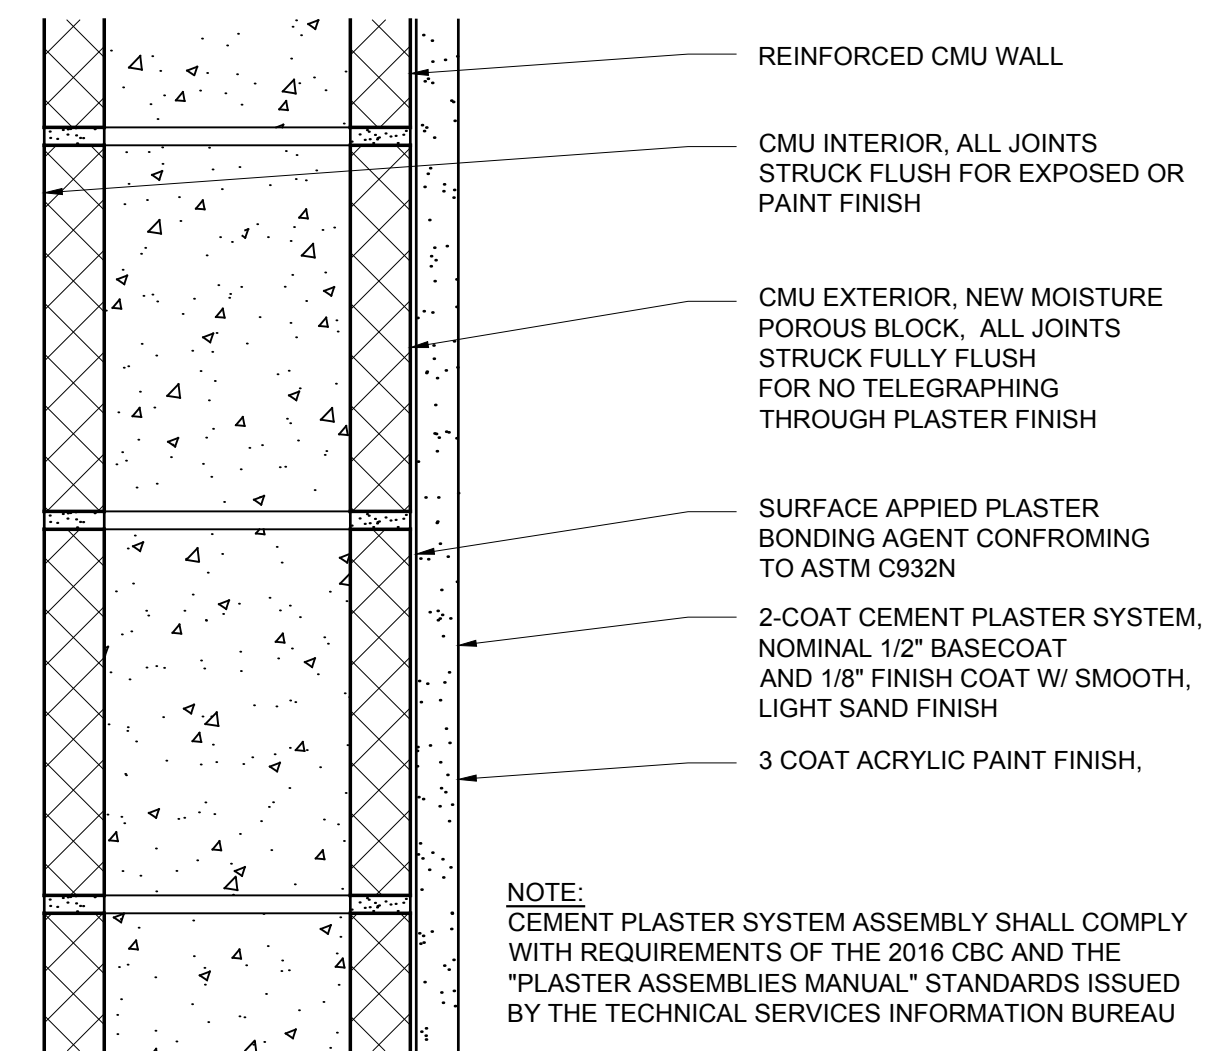 REINFORCED CMU WALL
CMU INTERIOR, ALL JOINTS
STRUCK FLUSH FOR EXPOSED OR
PAINT FINISH
CMU EXTERIOR, NEW MOISTURE
POROUS BLOCK, ALL JOINTS
STRUCK FULLY FLUSH
FOR NO TELEGRAPHING
THROUGH PLASTER FINISH
SURFACE APPIED PLASTER
BONDING AGENT CONFROMING
TO ASTM C932N
2-COAT CEMENT PLASTER SYSTEM,
NOMINAL 1/2" BASECOAT
AND 1/8" FINISH COAT W/ SMOOTH,
LIGHT SAND FINISH
3 COAT ACRYLIC PAINT FINISH,
NOTE:
CEMENT PLASTER SYSTEM ASSEMBLY SHALL COMPLY
WITH REQUIREMENTS OF THE 2016 CBC AND THE
"PLASTER ASSEMBLIES MANUAL" STANDARDS ISSUED
BY THE TECHNICAL SERVICES INFORMATION BUREAU